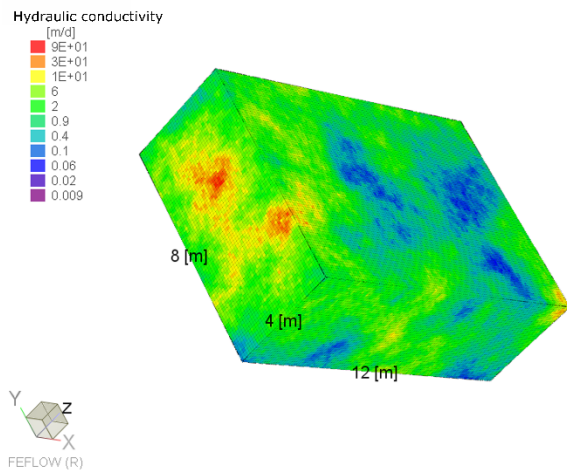 Hydraulic conductivity
[m/d]
9E+01
3E+01
1E+01
6
2
0.9
0.4
0.1
0.06
0.02
0.009
8 [m]
4 [m]
12 [m]
Y
Z
X
FEFLOW (R)